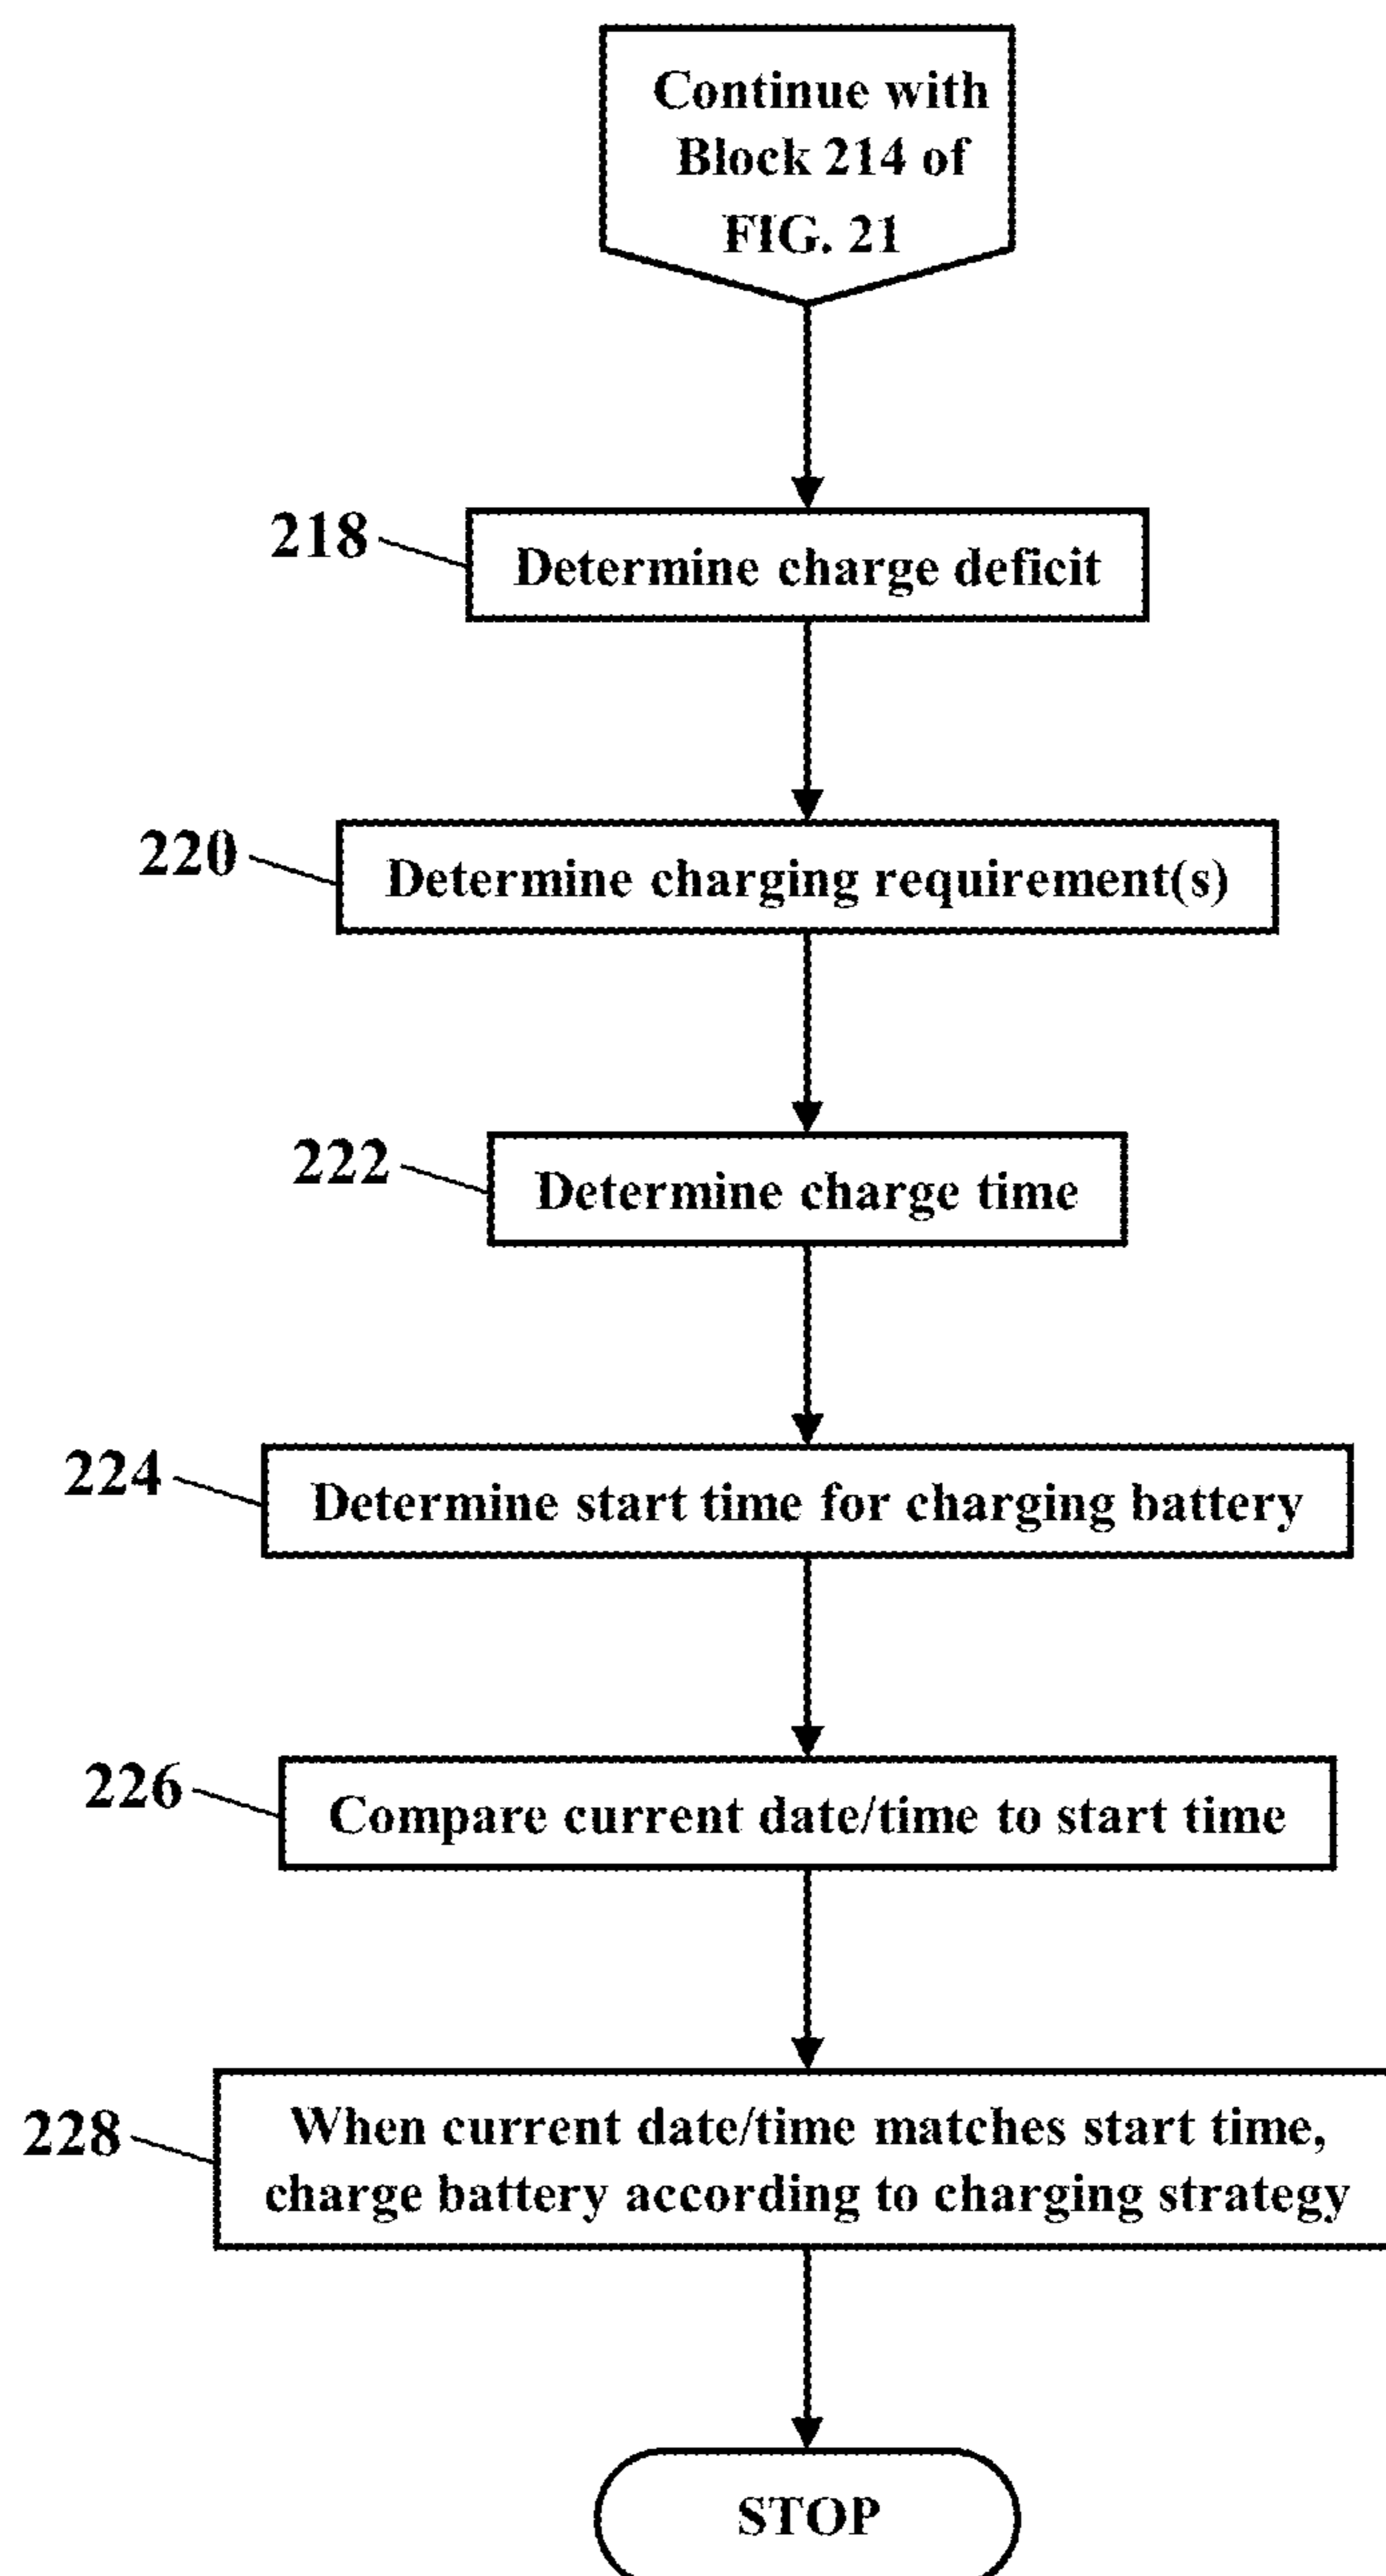 Continue with
Block 214 of
FIG. 21
218
Determine charge deficit
220
Determine charging requirement(s)
222
Determine charge time
224
Determine start time for charging battery
226
Compare current date/time to start time
228
When current date/time matches start time,
charge battery according to charging strategy
STOP